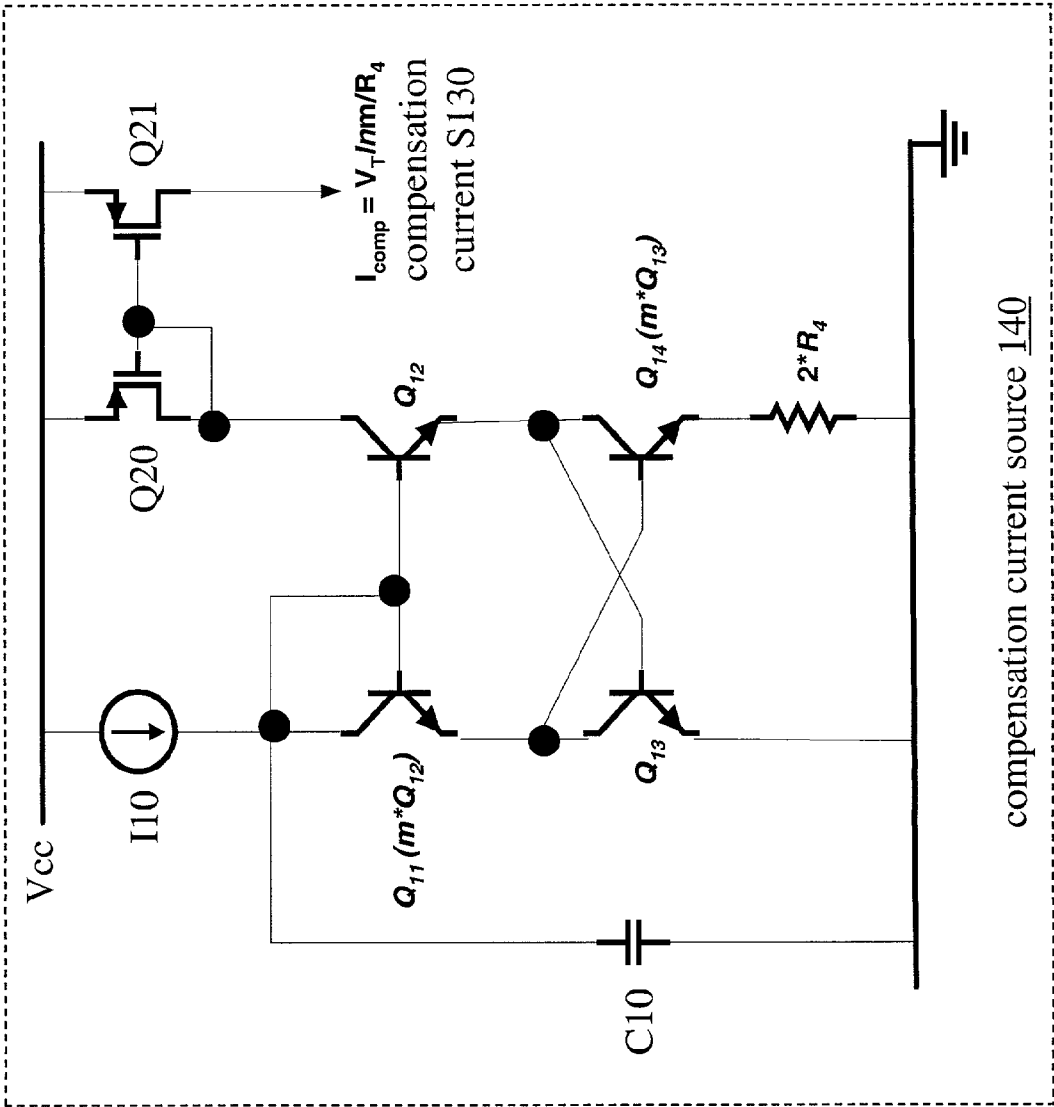 Vcc
Q21
Q20
I10
I_comp = V_T lnm/R_4
compensation
current S130
Q_12
Q_11 (m*Q_12)
Q_14 (m*Q_13)
Q_13
2*R_4
C10
compensation current source 140